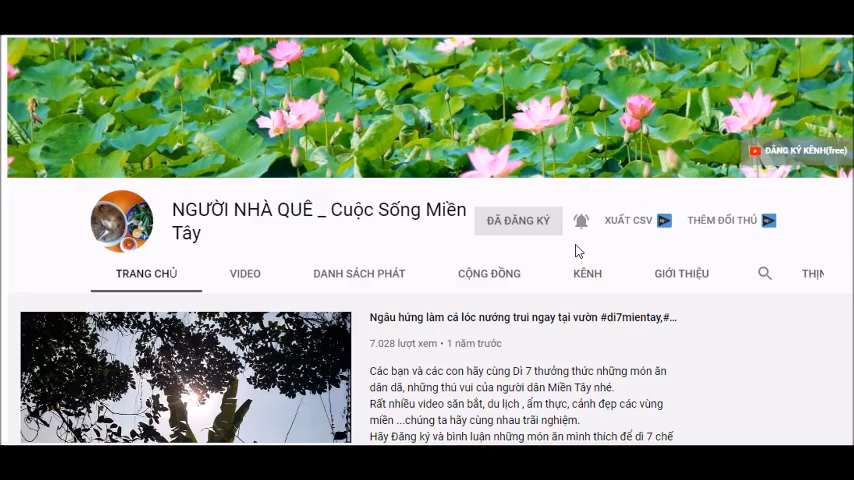 ĐĂNG KÝ KÊNH(free)
NGƯỜI NHÀ QUÊ _ Cuộc Sống Miền
Tây
ĐÃ ĐĂNG KÝ
XUẤT CSV
THÊM ĐỐI THỦ
TRANG CHỦ
VIDEO
DANH SÁCH PHÁT
CỘNG ĐỒNG
KÊNH
GIỚI THIỆU
THỊN
Ngâu hứng làm cá lóc nướng trui ngay tại vườn #di7mientay,#...
7.028 lượt xem • 1 năm trước
Các bạn và các con hãy cùng Dì 7 thưởng thức những món ăn
dân dã, những thú vui của người dân Miền Tây nhé.
Rất nhiều video săn bắt, du lịch , ẩm thực, cảnh đẹp các vùng
miền ...chúng ta hãy cùng nhau trãi nghiệm.
Hãy Đăng ký và bình luận những món ăn mình thích để dì 7 chế